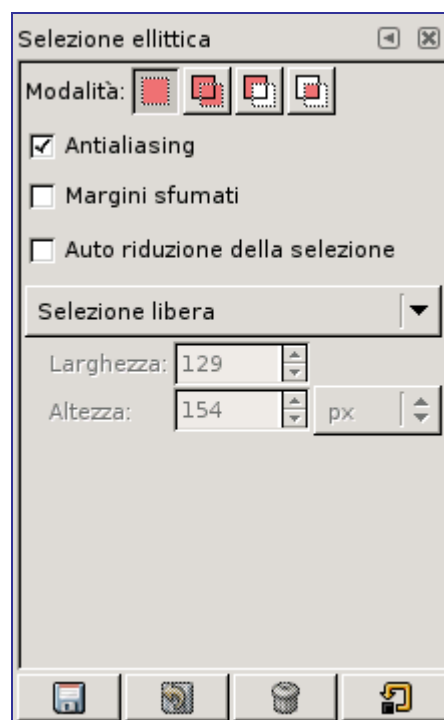 Selezione ellittica
Modalità:
Antialiasing
Margini sfumati
Auto riduzione della selezione
Selezione libera
Larghezza: 129
Altezza: 154 px